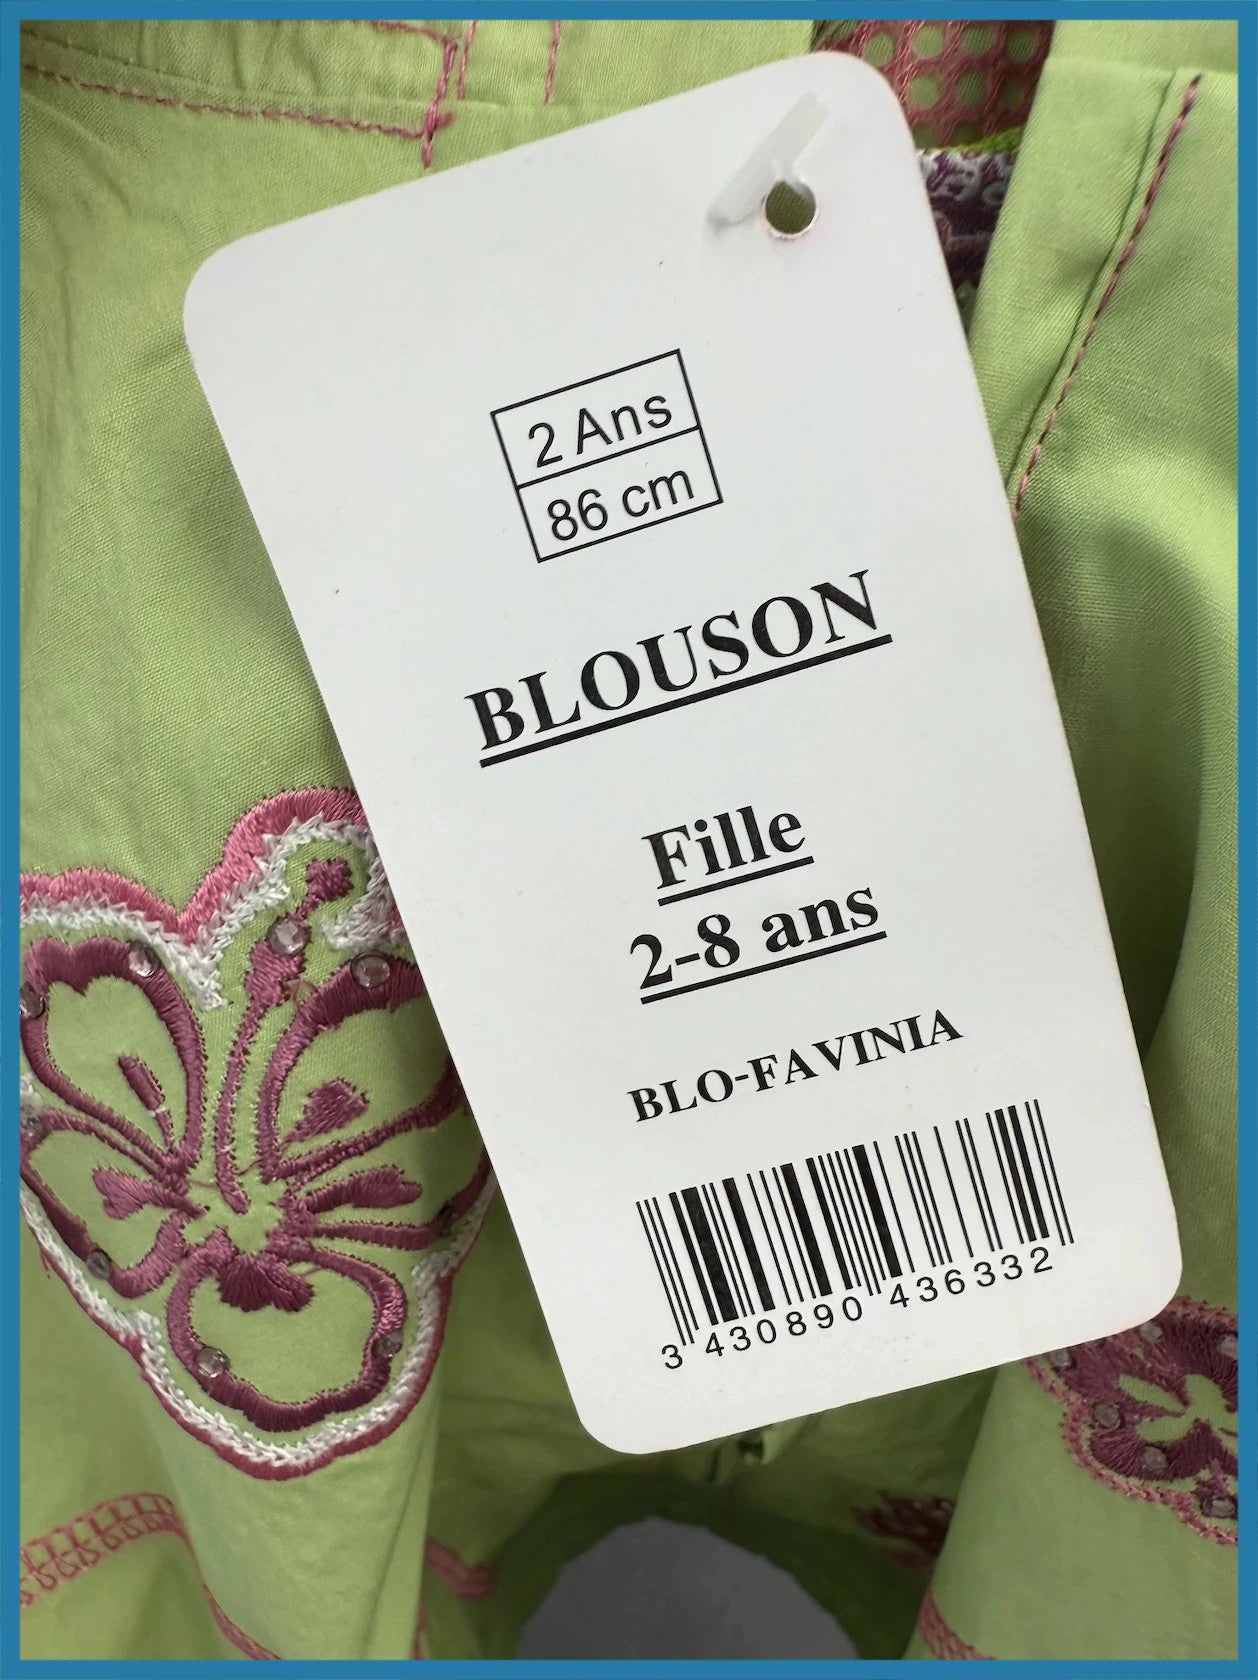 2 Ans
86 cm
BLOUSON
Fille
2-8 ans
BLO-FAVINIA
3 430890 436332